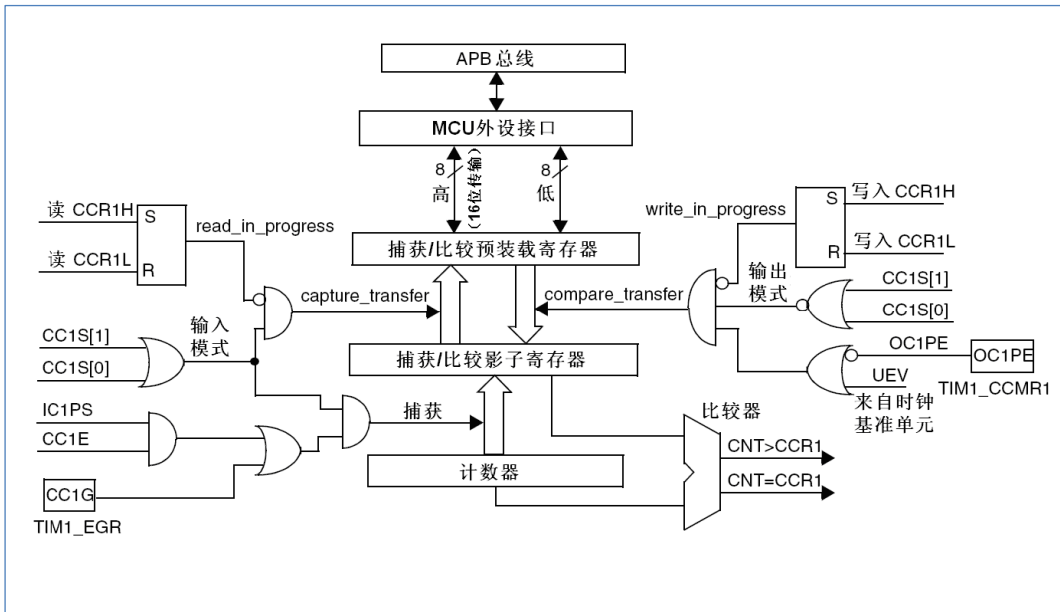 APB 总线
MCU外设接口
8
高
(16位传输)
8
低
读 CCR1H
S
read_in_progress
读 CCR1L
R
捕获/比较预装载寄存器
write_in_progress
S
写入 CCR1H
R
写入 CCR1L
capture_transfer
compare_transfer
输出
模式
CC1S[1]
CC1S[0]
CC1S[1]
CC1S[0]
输入
模式
捕获/比较影子寄存器
OC1PE
OC1PE
UEV
TIM1_CCMR1
来自时钟
基准单元
IC1PS
CC1E
捕获
比较器
计数器
CNT>CCR1
CNT=CCR1
CC1G
TIM1_EGR